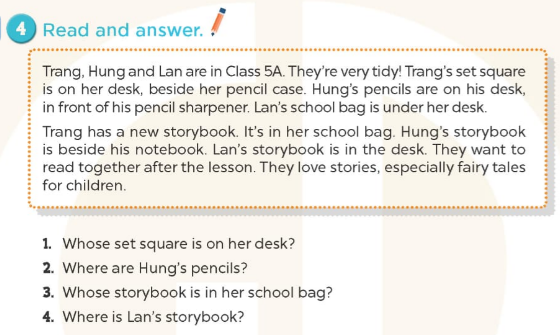 4 Read and answer.
Trang, Hung and Lan are in Class 5A. They're very tidy! Trang's set square
is on her desk, beside her pencil case. Hung's pencils are on his desk,
in front of his pencil sharpener. Lan's school bag is under her desk.
Trang has a new storybook. It's in her school bag. Hung's storybook
is beside his notebook. Lan's storybook is in the desk. They want to
read together after the lesson. They love stories, especially fairy tales
for children.
1. Whose set square is on her desk?
2. Where are Hung's pencils?
3. Whose storybook is in her school bag?
4. Where is Lan's storybook?